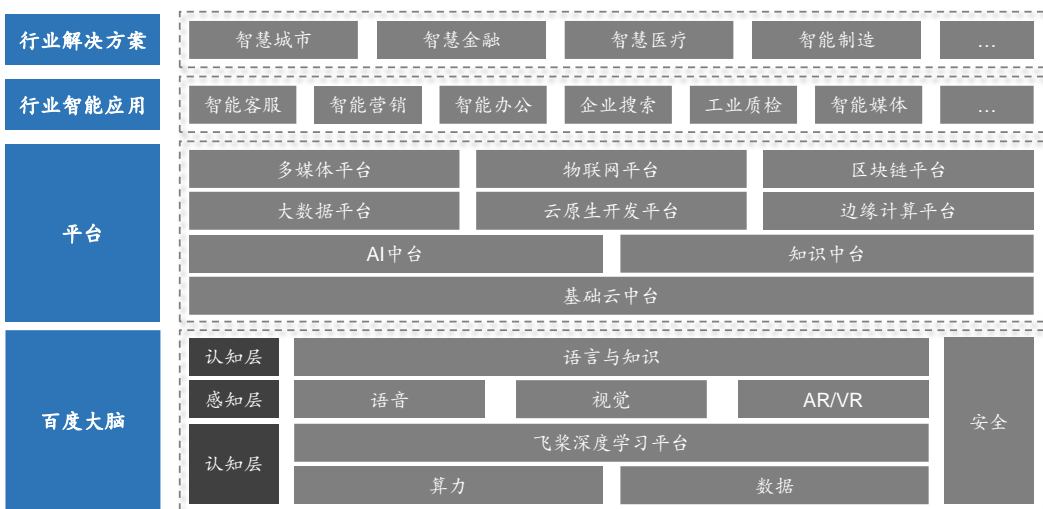 行业解决方案
智慧城市 智慧金融 智慧医疗 智能制造 ...
行业智能应用
智能客服 智能营销 智能办公 企业搜索 工业质检 智能媒体 ...
平台
多媒体平台 物联网平台 区块链平台
大数据平台 云原生开发平台 边缘计算平台
AI中台 知识中台
基础云中台
百度大脑
认知层 语言与知识
感知层 语音 视觉 AR/VR
认知层 飞桨深度学习平台
算力 数据
安全